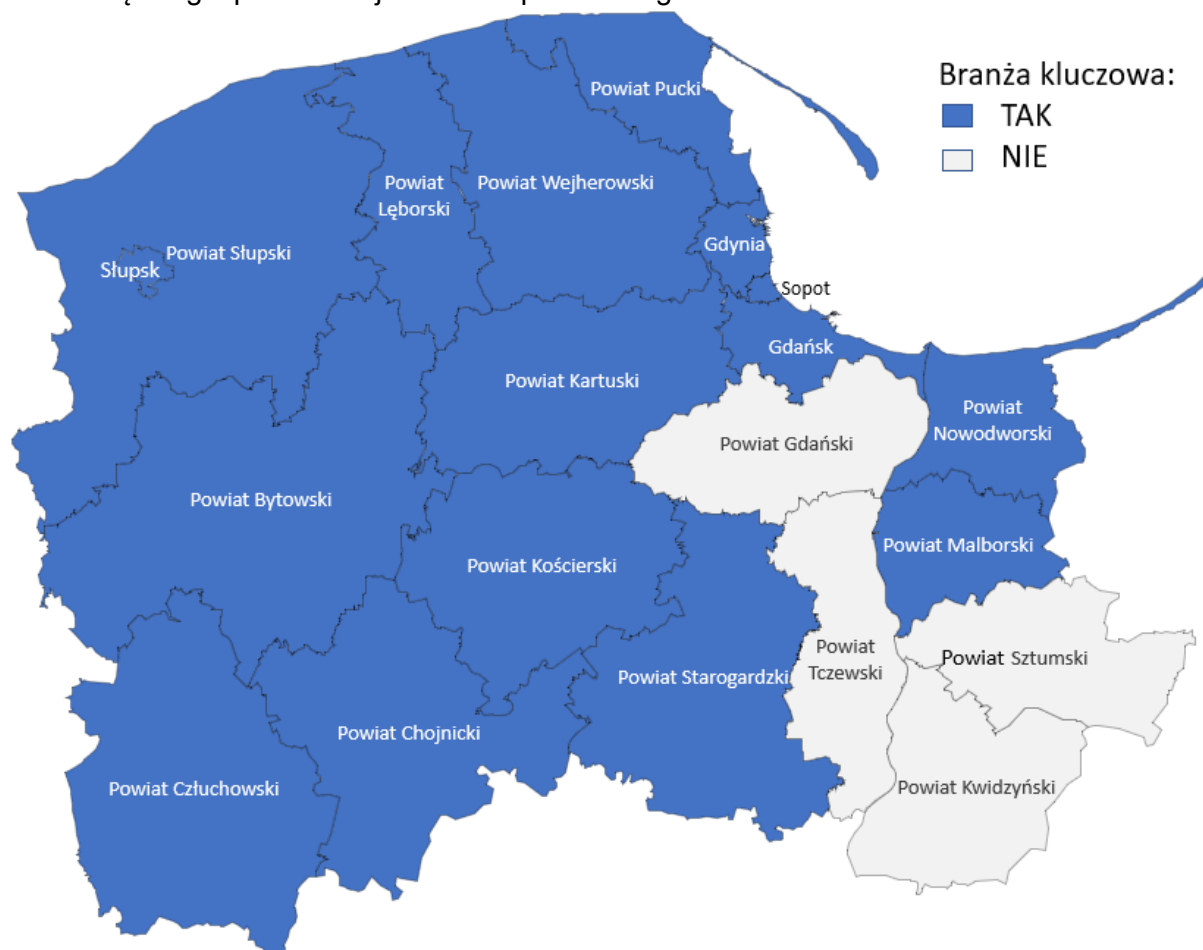 Branża kluczowa:
TAK
NIE
Powiat Pucki
Powiat
Lęborski
Powiat Wejherowski
Gdynia
Słupsk
Powiat Słupski
Sopot
Gdańsk
Powiat Kartuski
Powiat
Nowodworski
Powiat Gdański
Powiat Bytowski
Powiat Malborski
Powiat Kościerski
Powiat
Tczewski
Powiat Sztumski
Powiat Starogardzki
Powiat Chojnicki
Powiat Człuchowski
Powiat Kwidzyński